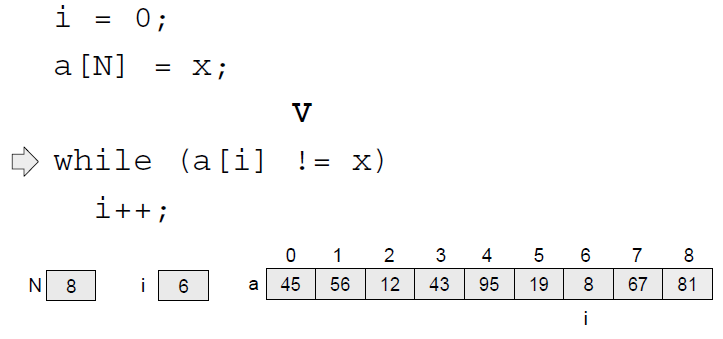 i = 0;
a[N] = x;
V
while (a[i] != x)
i++;
0 1 2 3 4 5 6 7 8
N 8 i 6 a 45 56 12 43 95 19 8 67 81
i